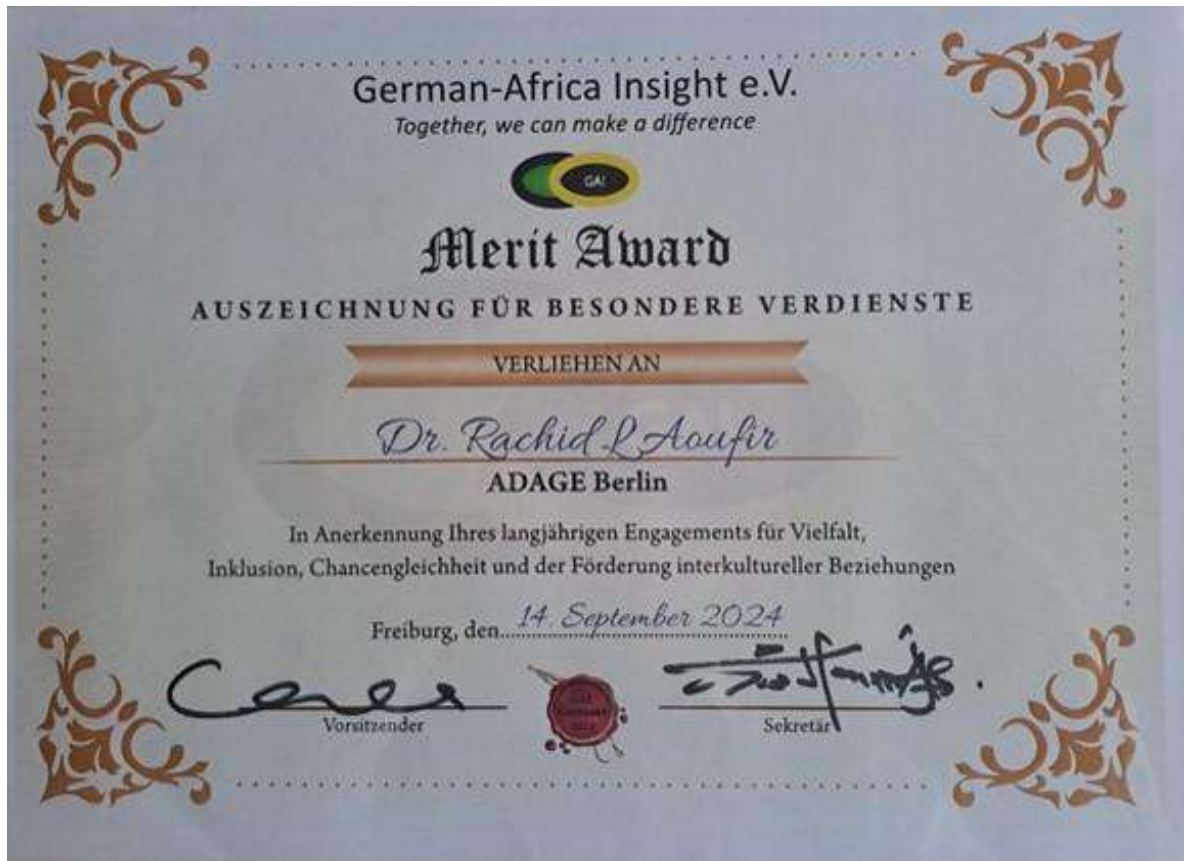 German-Africa Insight e.V.
Together, we can make a difference
GAI
Merit Award
AUSZEICHNUNG FÜR BESONDERE VERDIENSTE
VERLIEHEN AN
Dr. Rachid L Aoufir
ADAGE Berlin
In Anerkennung Ihres langjährigen Engagements für Vielfalt,
Inklusion, Chancengleichheit und der Förderung interkultureller Beziehungen
Freiburg, den 14. September 2024
Vorsitzender
Sekretär